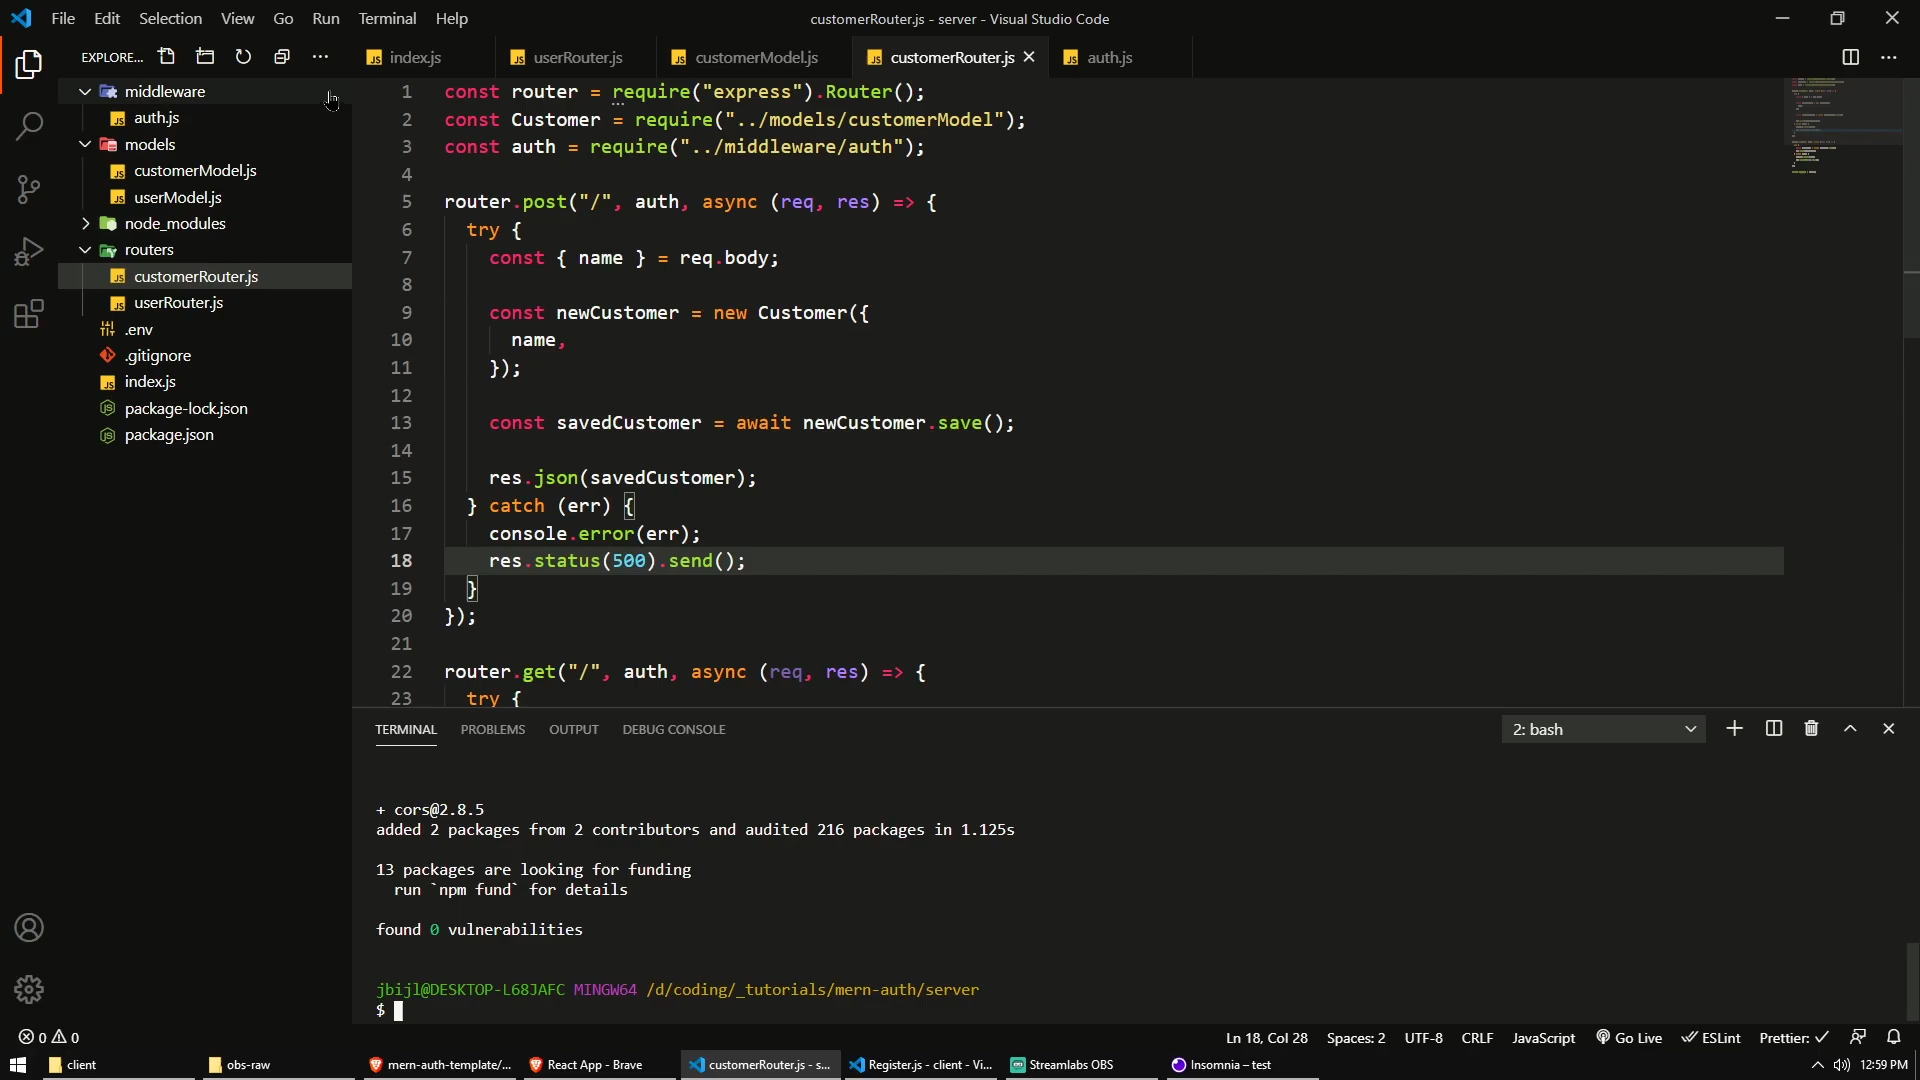 File Edit Selection View Go Run Terminal Help
customerRouter.js - server - Visual Studio Code
EXPLORE...
index.js
userRouter.js
customerModel.js
customerRouter.js
auth.js
middleware
auth.js
models
customerModel.js
userModel.js
node_modules
routers
customerRouter.js
userRouter.js
.env
.gitignore
index.js
package-lock.json
package.json
1 const router = require("express").Router();
2 const Customer = require("../models/customerModel");
3 const auth = require("../middleware/auth");
4
5 router.post("/", auth, async (req, res) => {
6 try {
7 const { name } = req.body;
8
9 const newCustomer = new Customer({
10 name,
11 });
12
13 const savedCustomer = await newCustomer.save();
14
15 res.json(savedCustomer);
16 } catch (err) {
17 console.error(err);
18 res.status(500).send();
19 }
20 });
21
22 router.get("/", auth, async (req, res) => {
23 try {
TERMINAL PROBLEMS OUTPUT DEBUG CONSOLE
2: bash
+ cors@2.8.5
added 2 packages from 2 contributors and audited 216 packages in 1.125s
13 packages are looking for funding
run `npm fund` for details
found 0 vulnerabilities
jbijl@DESKTOP-L68JAFC MINGW64 /d/coding/_tutorials/mern-auth/server
$
0 0
Ln 18, Col 28 Spaces: 2 UTF-8 CRLF JavaScript Go Live ESLint Prettier: ✓
client
obs-raw
mern-auth-template/...
React App - Brave
customerRouter.js - s...
Register.js - client - Vi...
Streamlabs OBS
Insomnia – test
12:59 PM